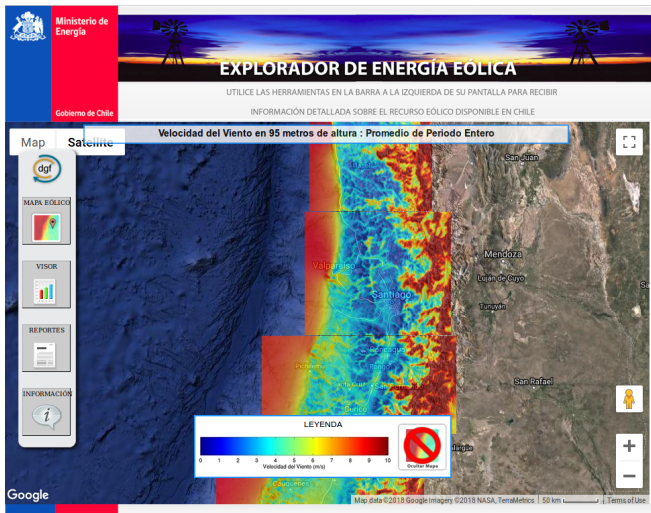 Ministerio de
Energía
Gobierno de Chile
EXPLORADOR DE ENERGÍA EÓLICA
UTILICE LAS HERRAMIENTAS EN LA BARRA A LA IZQUIERDA DE SU PANTALLA PARA RECIBIR
INFORMACIÓN DETALLADA SOBRE EL RECURSO EÓLICO DISPONIBLE EN CHILE
Velocidad del Viento en 95 metros de altura : Promedio de Periodo Entero
Map
Satellite
dgf
MAPA EÓLICO
VISOR
REPORTES
INFORMACIÓN
San Juan
Mendoza
Luján de Cuyo
Tunuyán
San Rafael
Valparaíso
Santiago
Rancagua
Rengo
Pichilemu
Santa Cruz
Curicó
Cauquenes
LEYENDA
0 1 2 3 4 5 6 7 8 9 10
Velocidad del Viento (m/s)
Ocultar Mapa
Google
Map data ©2018 Google Imagery ©2018 NASA, TerraMetrics
50 km
Terms of Use